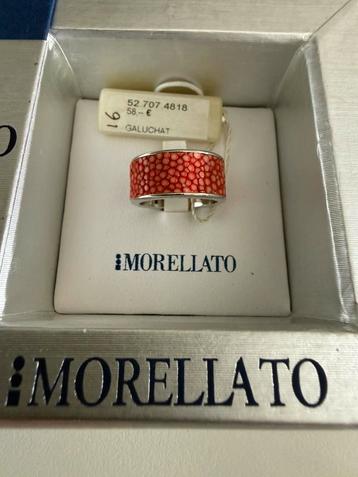 52.707.4818
58,-- €
16
GALUCHAT
MORELLATO
MORELLATO
O